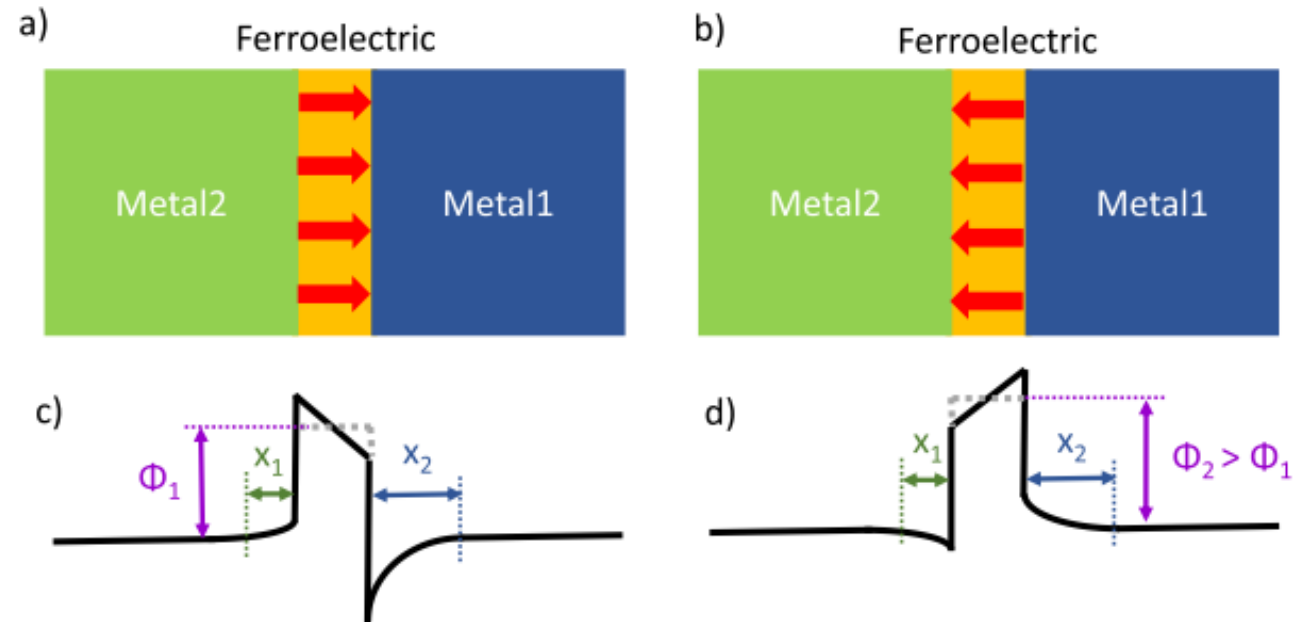 a)
Ferroelectric
Metal2
Metal1
b)
Ferroelectric
Metal2
Metal1
c)
Φ₁
x₁
x₂
d)
x₁
x₂
Φ₂ > Φ₁